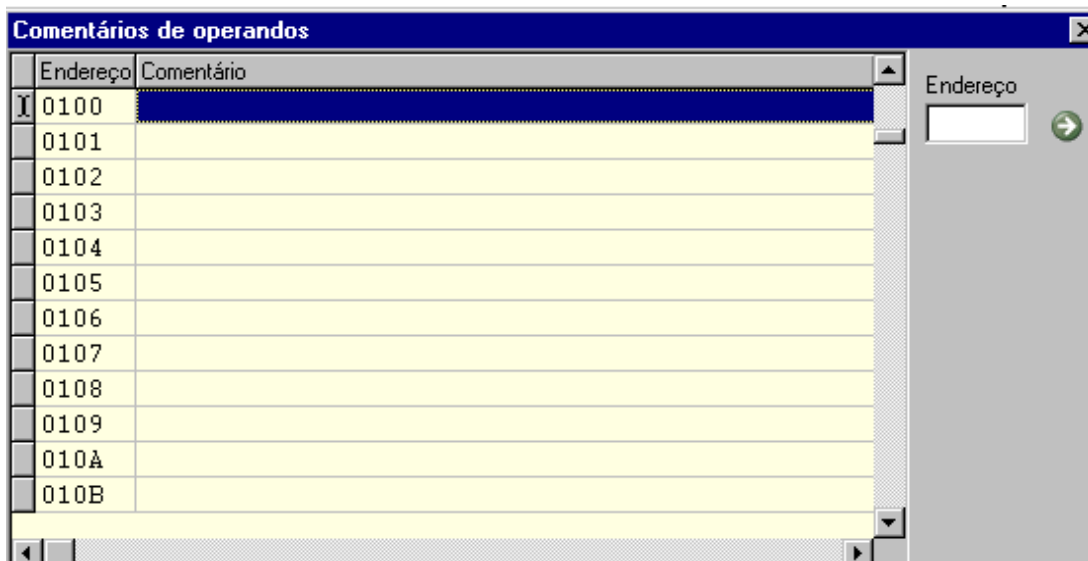 Comentários de operandos
Endereço Comentário
Endereço
0100
0101
0102
0103
0104
0105
0106
0107
0108
0109
010A
010B